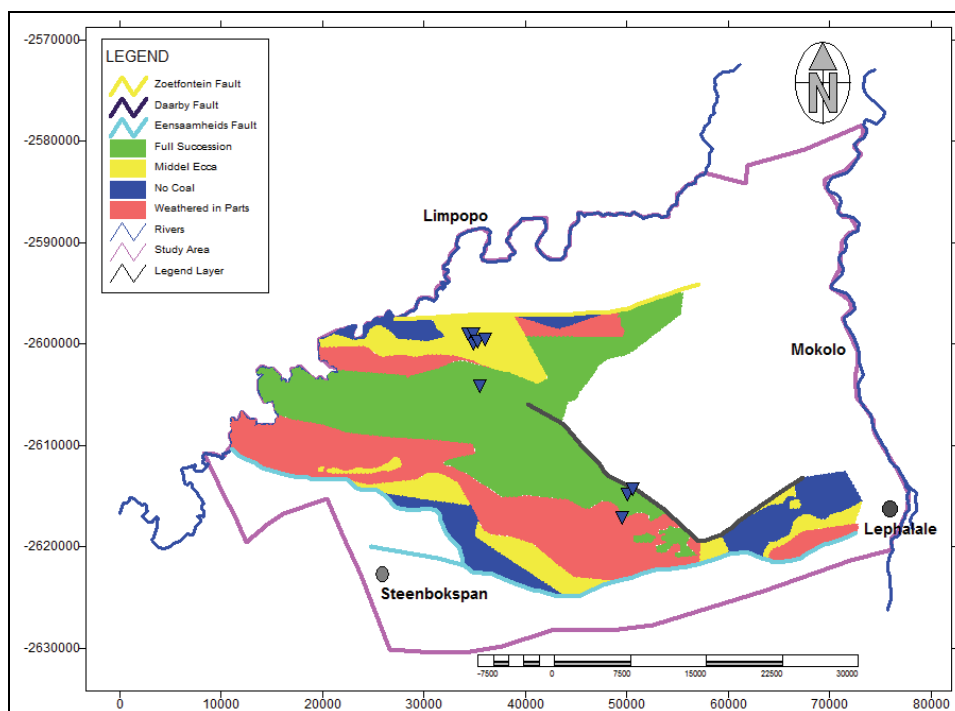 -2570000
-2580000
-2590000
-2600000
-2610000
-2620000
-2630000
LEGEND
Zoetfontein Fault
Daarby Fault
Eensaamheids Fault
Full Succession
Middel Ecca
No Coal
Weathered in Parts
Rivers
Study Area
Legend Layer
N
Limpopo
Mokolo
Lephalale
Steenbokspan
-7500 0 7500 15000 22500 30000
0 10000 20000 30000 40000 50000 60000 70000 80000